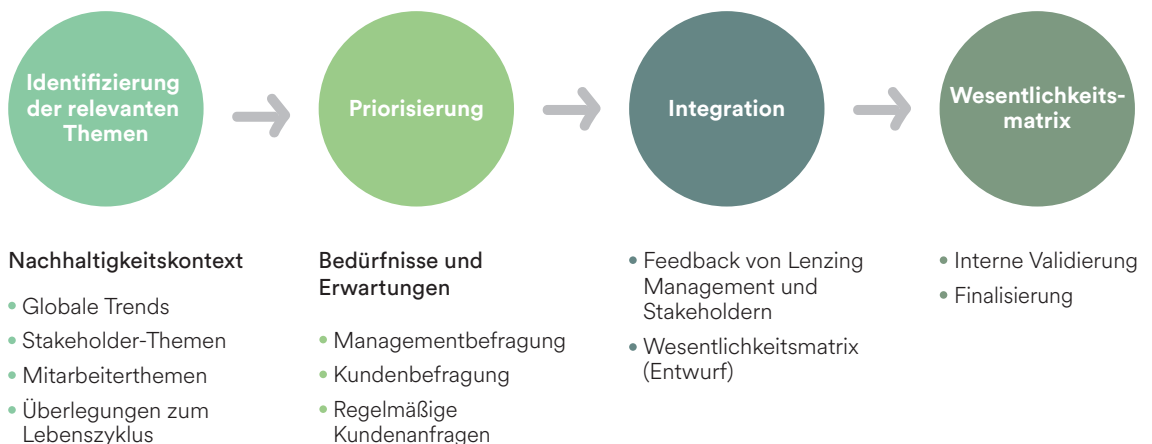 Identifizierung
der relevanten
Themen
Priorisierung
Integration
Wesentlichkeits-
matrix
Nachhaltigkeitskontext
• Globale Trends
• Stakeholder-Themen
• Mitarbeiterthemen
• Überlegungen zum
Lebenszyklus
Bedürfnisse und
Erwartungen
• Managementbefragung
• Kundenbefragung
• Regelmäßige
Kundenanfragen
• Feedback von Lenzing
Management und
Stakeholdern
• Wesentlichkeitsmatrix
(Entwurf)
• Interne Validierung
• Finalisierung